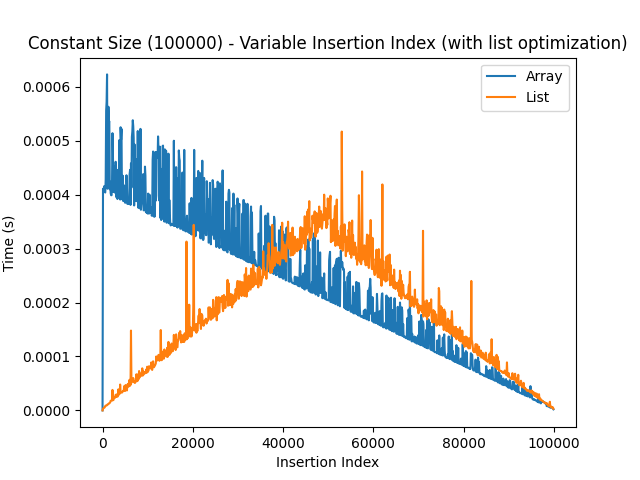 Constant Size (100000) - Variable Insertion Index (with list optimization)
Array
List
0.0006
0.0005
0.0004
0.0003
0.0002
0.0001
0.0000
Time (s)
0 20000 40000 60000 80000 100000
Insertion Index